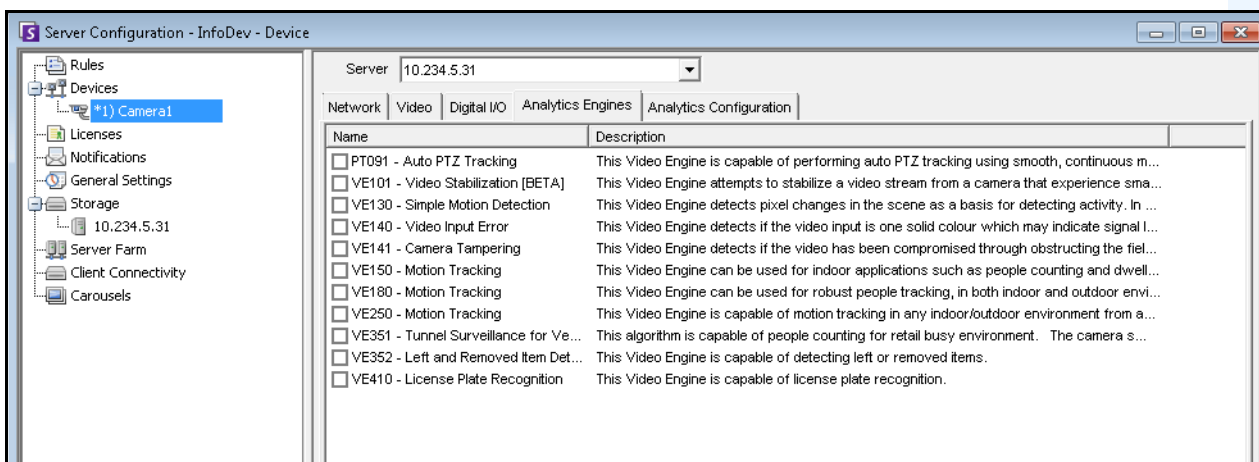 Server Configuration - InfoDev - Device
Rules
Devices
*1) Camera1
Licenses
Notifications
General Settings
Storage
10.234.5.31
Server Farm
Client Connectivity
Carousels
Server 10.234.5.31
Network Video Digital I/O Analytics Engines Analytics Configuration
Name Description
PT091 - Auto PTZ Tracking This Video Engine is capable of performing auto PTZ tracking using smooth, continuous m...
VE101 - Video Stabilization [BETA] This Video Engine attempts to stabilize a video stream from a camera that experience sma...
VE130 - Simple Motion Detection This Video Engine detects pixel changes in the scene as a basis for detecting activity. In ...
VE140 - Video Input Error This Video Engine detects if the video input is one solid colour which may indicate signal l...
VE141 - Camera Tampering This Video Engine detects if the video has been compromised through obstructing the fiel...
VE150 - Motion Tracking This Video Engine can be used for indoor applications such as people counting and dwell...
VE180 - Motion Tracking This Video Engine can be used for robust people tracking, in both indoor and outdoor envi...
VE250 - Motion Tracking This Video Engine is capable of motion tracking in any indoor/outdoor environment from a...
VE351 - Tunnel Surveillance for Ve... This algorithm is capable of people counting for retail busy environment. The camera s...
VE352 - Left and Removed Item Det... This Video Engine is capable of detecting left or removed items.
VE410 - License Plate Recognition This Video Engine is capable of license plate recognition.